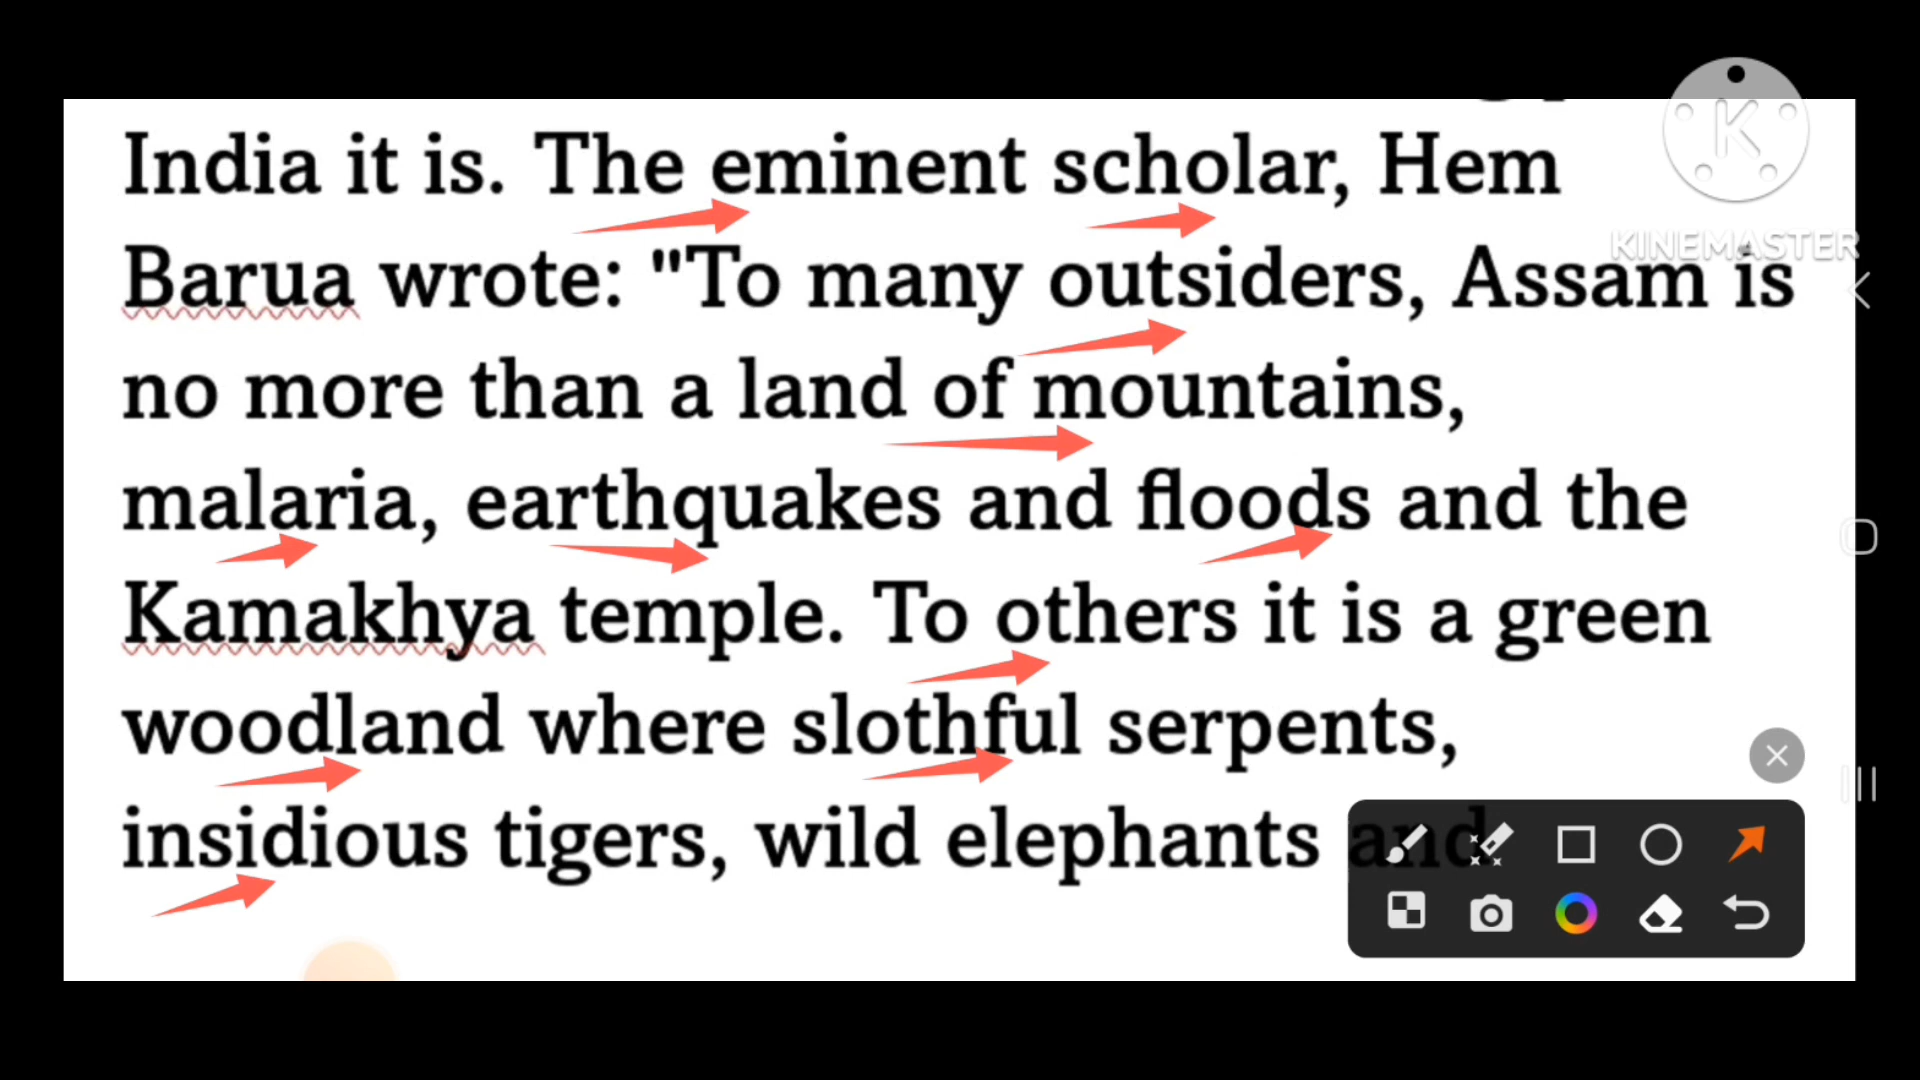 India it is. The eminent scholar, Hem
Barua wrote: "To many outsiders, Assam is
no more than a land of mountains,
malaria, earthquakes and floods and the
Kamakhya temple. To others it is a green
woodland where slothful serpents,
insidious tigers, wild elephants and
K
KINEMASTER